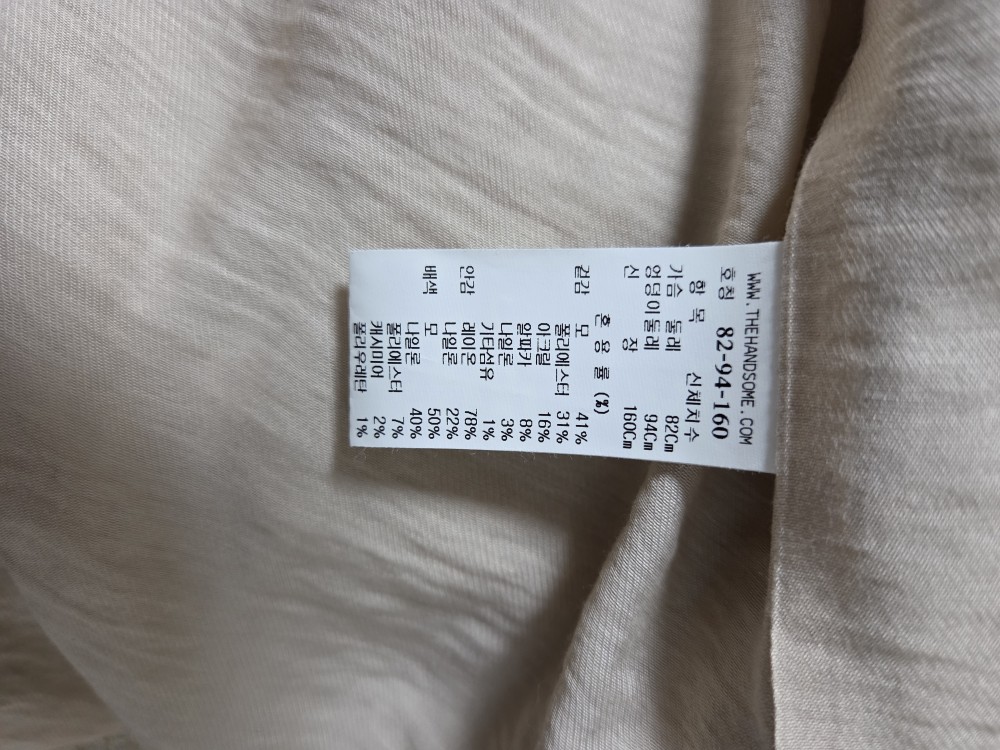 WWW.THEHANDSOME.COM
호칭 82-94-160
항 목 신체치수
가슴 둘레 82Cm
엉덩이둘레 94Cm
신 장 160Cm
혼 용 률 (%)
겉감 모 41%
폴리에스터 31%
아크릴 16%
알파카 8%
나일론 3%
기타섬유 1%
안감 레이온 78%
나일론 22%
배색 모 50%
나일론 40%
폴리에스터 7%
캐시미어 2%
폴리우레탄 1%